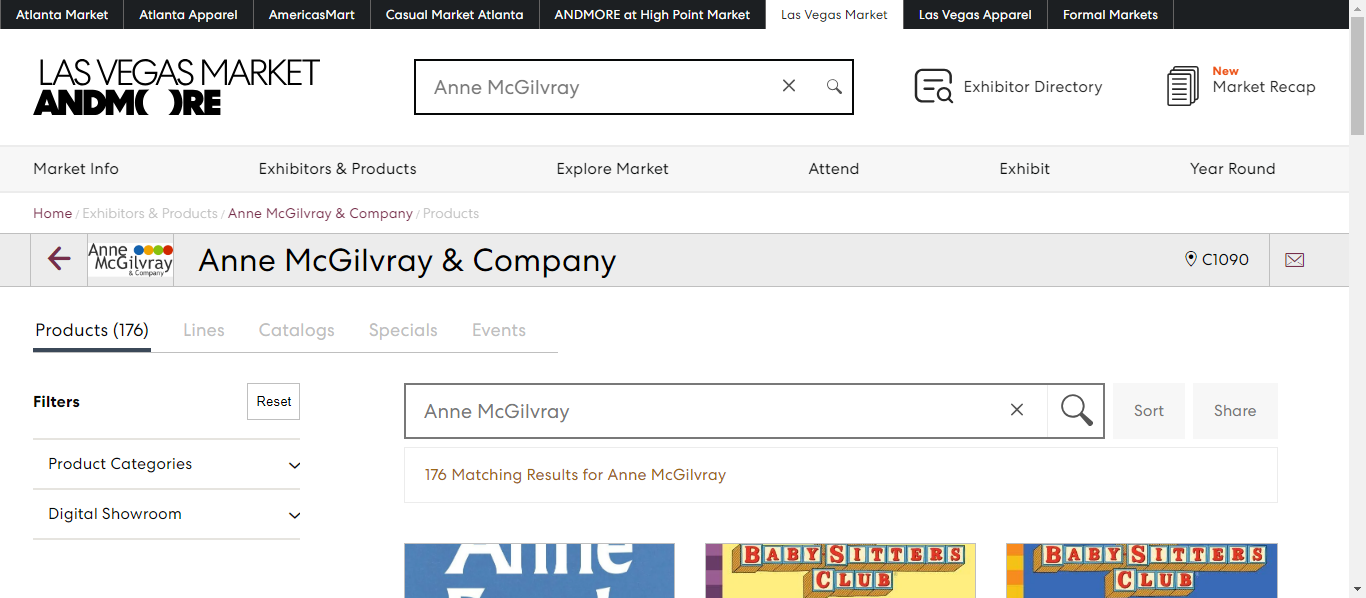 Atlanta Market Atlanta Apparel AmericasMart Casual Market Atlanta ANDMORE at High Point Market Las Vegas Market Las Vegas Apparel Formal Markets
LAS VEGAS MARKET
ANDMORE
Anne McGilvray
Exhibitor Directory
New
Market Recap
Market Info Exhibitors & Products Explore Market Attend Exhibit Year Round
Home / Exhibitors & Products / Anne McGilvray & Company / Products
Anne
McGilvray
& Company
Anne McGilvray & Company
C1090
Products (176) Lines Catalogs Specials Events
Filters
Reset
Anne McGilvray
Sort
Share
Product Categories
176 Matching Results for Anne McGilvray
Digital Showroom
Anne
BABY-SITTERS
CLUB
BABY-SITTERS
CLUB